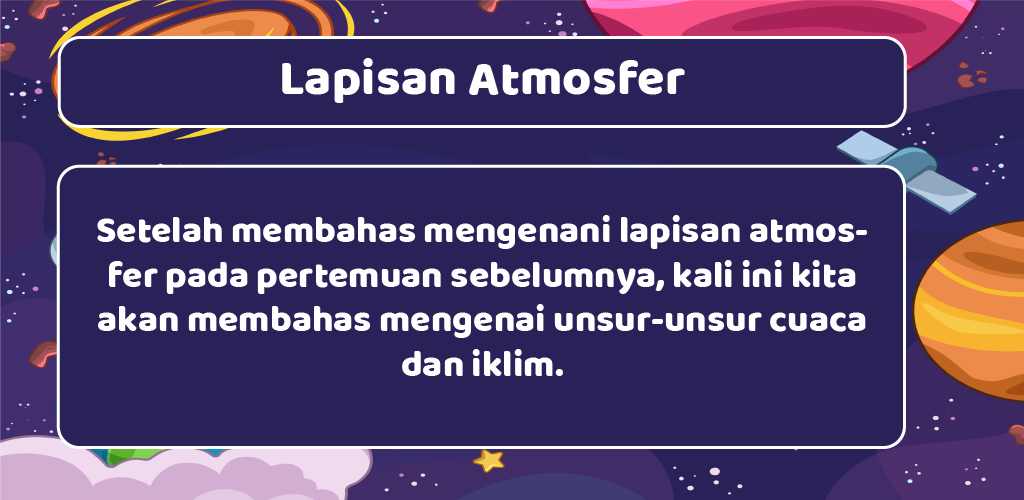 Lapisan Atmosfer
Setelah membahas mengenani lapisan atmos-
fer pada pertemuan sebelumnya, kali ini kita
akan membahas mengenai unsur-unsur cuaca
dan iklim.